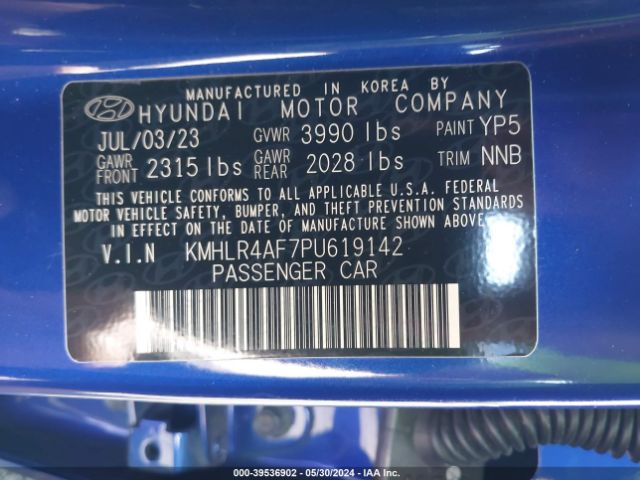 MANUFACTURED IN KOREA BY
HYUNDAI MOTOR COMPANY
JUL/03/23 GVWR 3990 lbs PAINT YP5
GAWR FRONT 2315 lbs GAWR REAR 2028 lbs TRIM NNB
THIS VEHICLE CONFORMS TO ALL APPLICABLE U.S.A. FEDERAL
MOTOR VEHICLE SAFETY, BUMPER, AND THEFT PREVENTION STANDARDS
IN EFFECT ON THE DATE OF MANUFACTURE SHOWN ABOVE.
V.I.N KMHLR4AF7PU619142
PASSENGER CAR
000-39536902 - 05/30/2024 - IAA Inc.